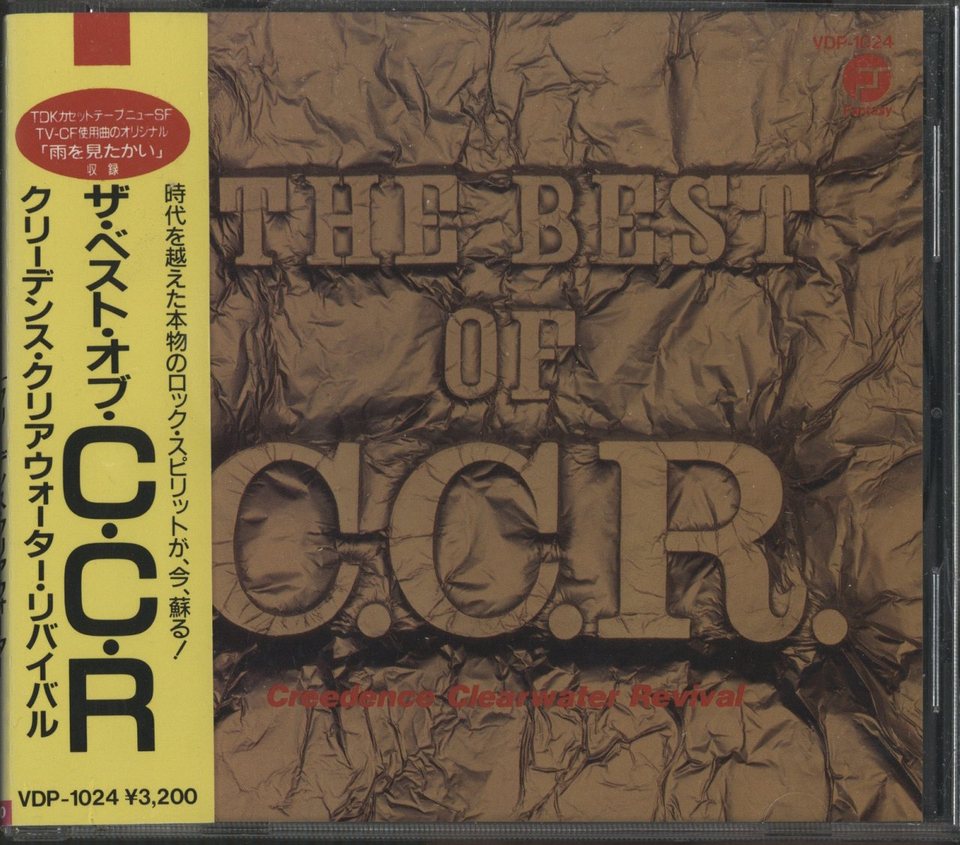 TDKカセットテープニューSF
TV-CF使用曲のオリジナル
「雨を見たかい」
収録
時代を越えた本物のロック・スピリットが、今、蘇る!
ザ・ベスト・オブ・C・C・R
クリーデンス・クリアウォーター・リバイバル
VDP-1024 ¥3,200
VDP-1024
Fantasy
THE BEST
OF
C.C.R.
Creedence Clearwater Revival